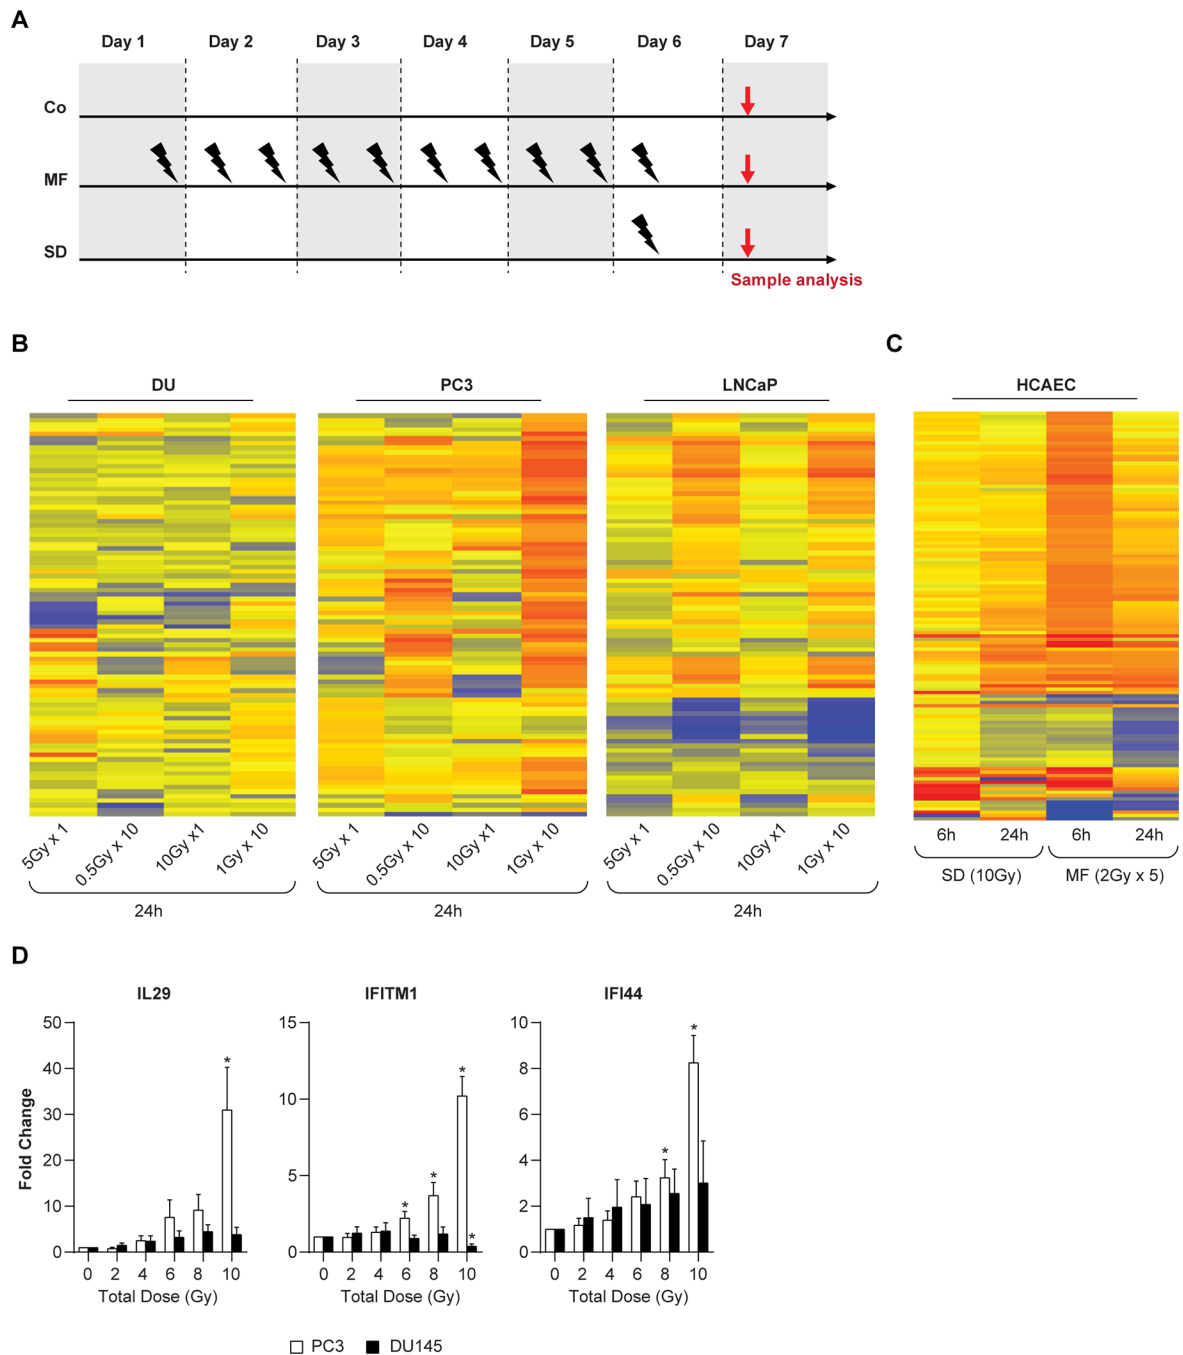 A
Day 1 Day 2 Day 3 Day 4 Day 5 Day 6 Day 7
Co
MF
SD
Sample analysis
B
C
DU PC3 LNCaP HCAEC
5Gy x 1 0.5Gy x 10 10Gy x1 1Gy x 10 5Gy x 1 0.5Gy x 10 10Gy x1 1Gy x 10 5Gy x 1 0.5Gy x 10 10Gy x1 1Gy x 10
6h 24h 6h 24h
SD (10Gy) MF (2Gy x 5)
24h 24h 24h
D
IL29 IFITM1 IFI44
Fold Change
50
40
30
20
10
0
*
0 2 4 6 8 10
Total Dose (Gy)
15
10
5
0
* * * *
0 2 4 6 8 10
Total Dose (Gy)
10
8
6
4
2
0
* *
0 2 4 6 8 10
Total Dose (Gy)
PC3 DU145